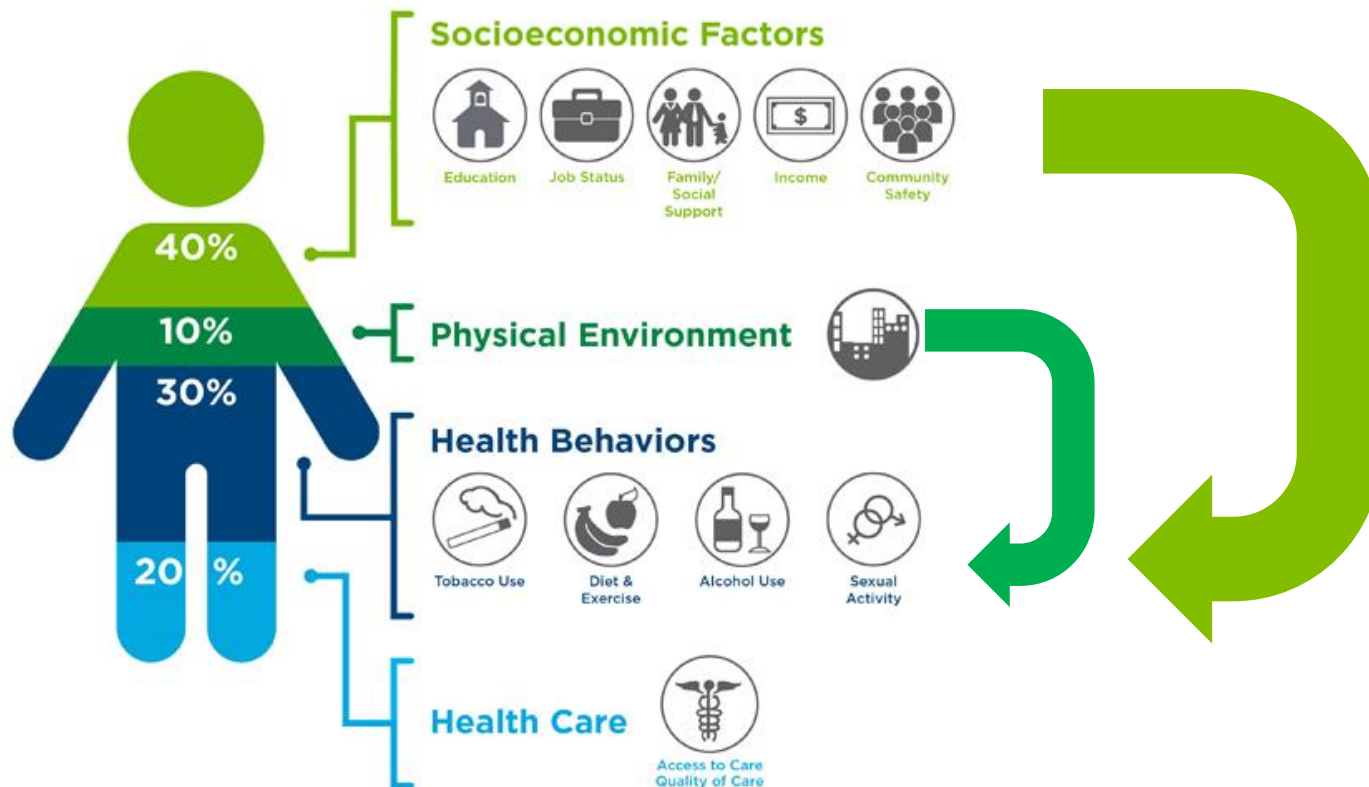 Socioeconomic Factors
$
Education
Job Status
Family/
Social
Support
Income
Community
Safety
40%
10%
Physical Environment
30%
Health Behaviors
Tobacco Use
Diet &
Exercise
Alcohol Use
Sexual
Activity
20 %
Health Care
Access to Care
Quality of Care